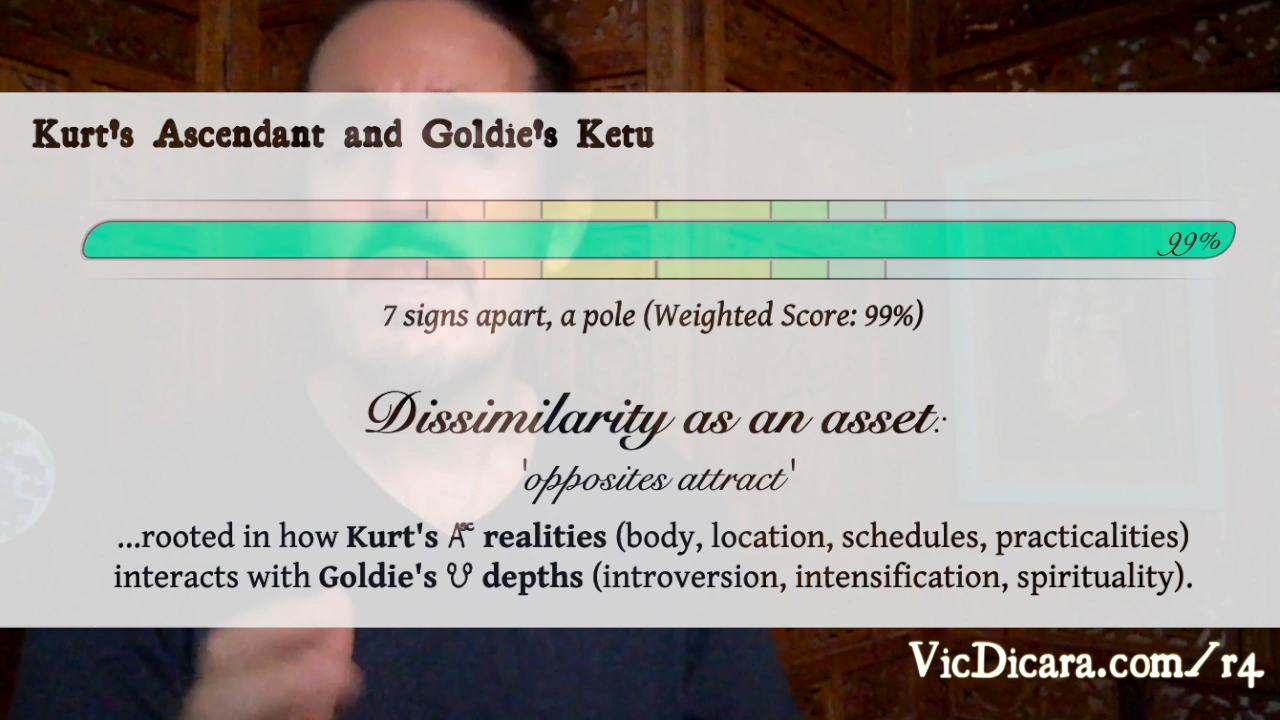 Kurt's Ascendant and Goldie's Ketu
99%
7 signs apart, a pole (Weighted Score: 99%)
Dissimilarity as an asset:
'opposites attract'
...rooted in how Kurt's Asc realities (body, location, schedules, practicalities)
interacts with Goldie's ☋ depths (introversion, intensification, spirituality).
VicDicara.com/r4